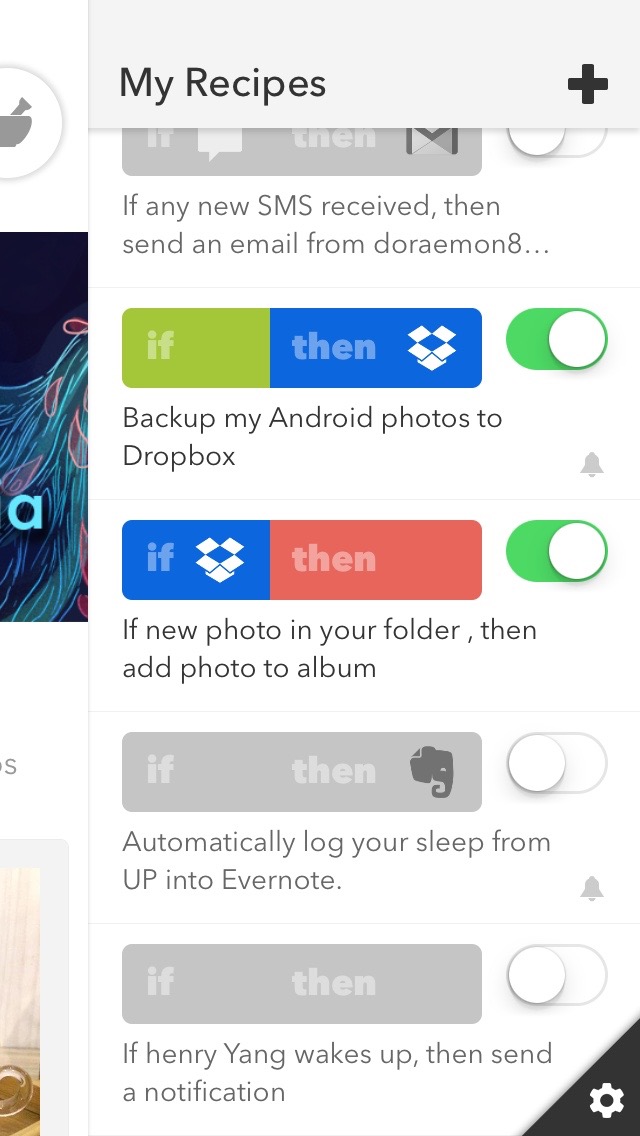 My Recipes
if then
If any new SMS received, then
send an email from doraemon8…
if then
Backup my Android photos to
Dropbox
a
if then
If new photo in your folder , then
add photo to album
os
if then
Automatically log your sleep from
UP into Evernote.
if then
If henry Yang wakes up, then send
a notification